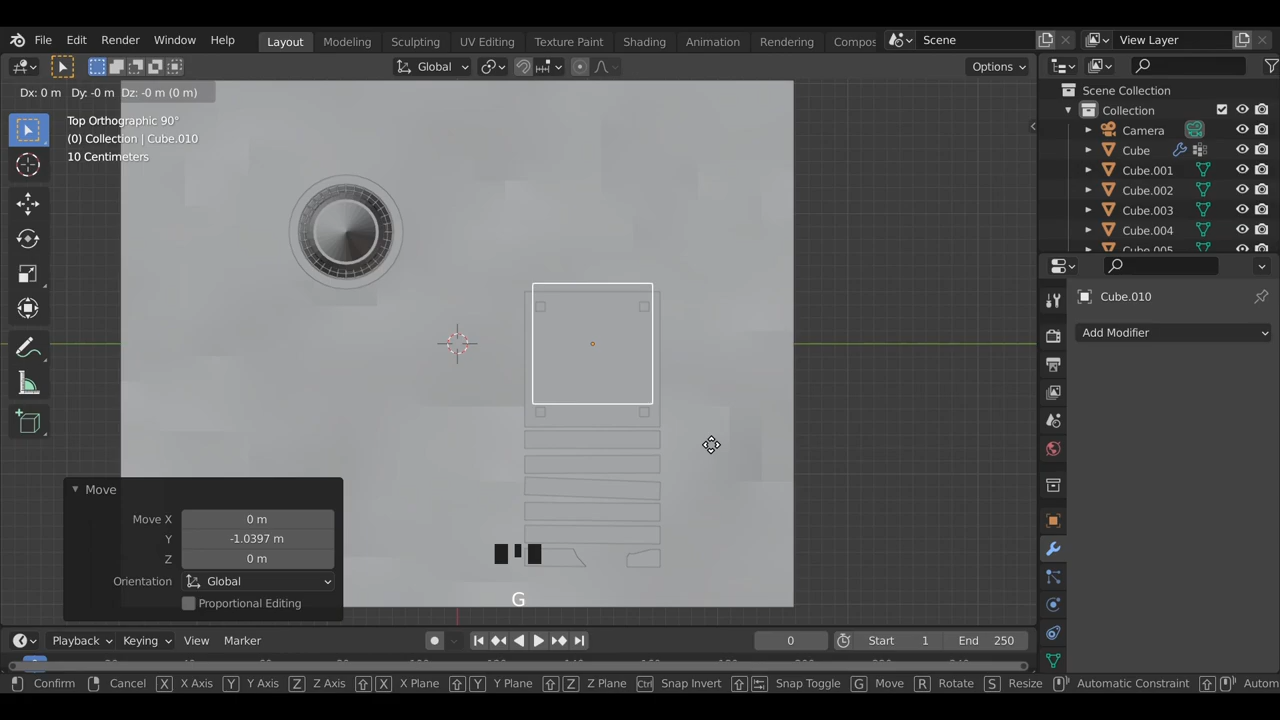 File Edit Render Window Help Layout Modeling Sculpting UV Editing Texture Paint Shading Animation Rendering Compos Scene View Layer
Global Options
Dx: 0 m Dy: -0 m Dz: -0 m (0 m)
Top Orthographic 90°
(0) Collection | Cube.010
10 Centimeters
Scene Collection
Collection
Camera
Cube
Cube.001
Cube.002
Cube.003
Cube.004
Cube.005
Cube.010
Add Modifier
Move
Move X 0 m
Y -1.0397 m
Z 0 m
Orientation Global
Proportional Editing
G
Playback Keying View Marker 0 Start 1 End 250
Confirm Cancel X X Axis Y Y Axis Z Z Axis X X Plane Y Y Plane Z Z Plane Ctrl Snap Invert Snap Toggle G Move R Rotate S Resize Automatic Constraint Autom